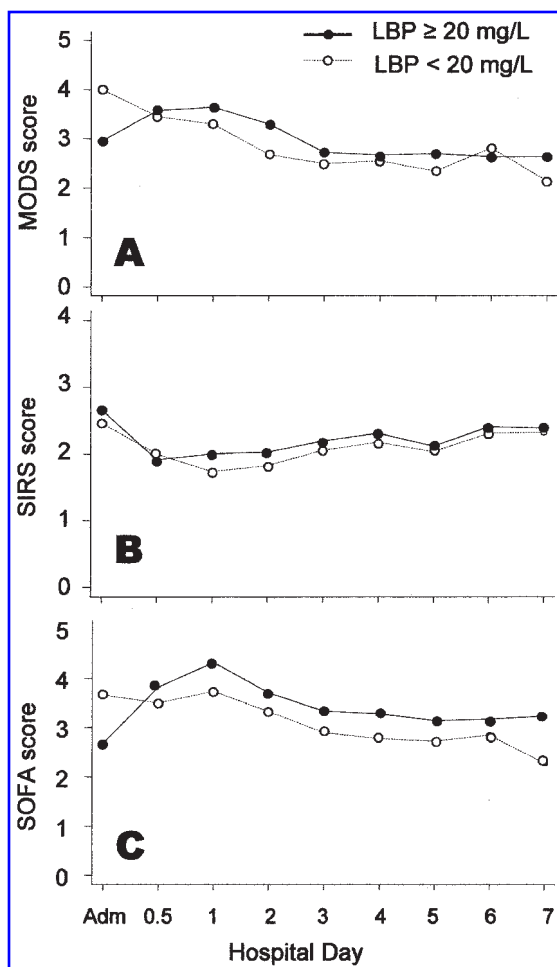 LBP ≥ 20 mg/L
LBP < 20 mg/L
5
4
3
2
1
0
MODS score
A
4
3
2
1
0
SIRS score
B
5
4
3
2
1
0
SOFA score
C
Adm 0.5 1 2 3 4 5 6 7
Hospital Day